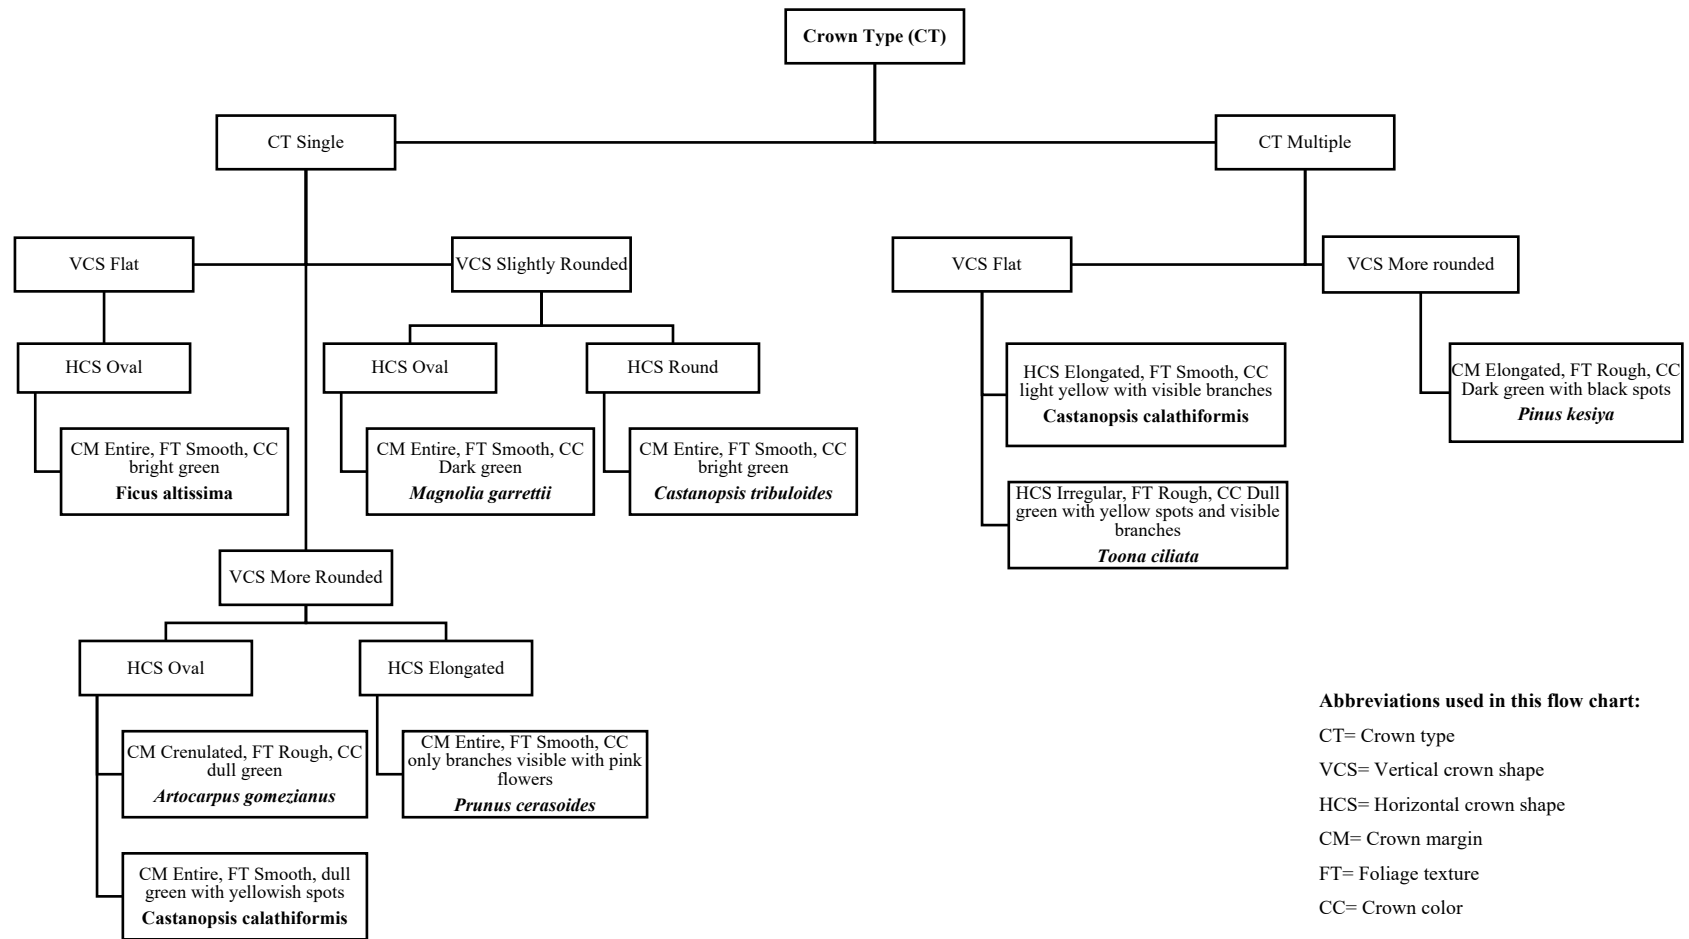 Crown Type (CT)
CT Single
CT Multiple
VCS Flat
VCS Slightly Rounded
VCS Flat
VCS More rounded
HCS Oval
HCS Oval
HCS Round
CM Entire, FT Smooth, CC
bright green
Ficus altissima
CM Entire, FT Smooth, CC
Dark green
Magnolia garrettii
CM Entire, FT Smooth, CC
bright green
Castanopsis tribuloides
HCS Elongated, FT Smooth, CC
light yellow with visible branches
Castanopsis calathiformis
CM Elongated, FT Rough, CC
Dark green with black spots
Pinus kesiya
HCS Irregular, FT Rough, CC Dull
green with yellow spots and visible
branches
Toona ciliata
VCS More Rounded
HCS Oval
HCS Elongated
CM Crenulated, FT Rough, CC
dull green
Artocarpus gomezianus
CM Entire, FT Smooth, CC
only branches visible with pink
flowers
Prunus cerasoides
CM Entire, FT Smooth, dull
green with yellowish spots
Castanopsis calathiformis
Abbreviations used in this flow chart:
CT= Crown type
VCS= Vertical crown shape
HCS= Horizontal crown shape
CM= Crown margin
FT= Foliage texture
CC= Crown color